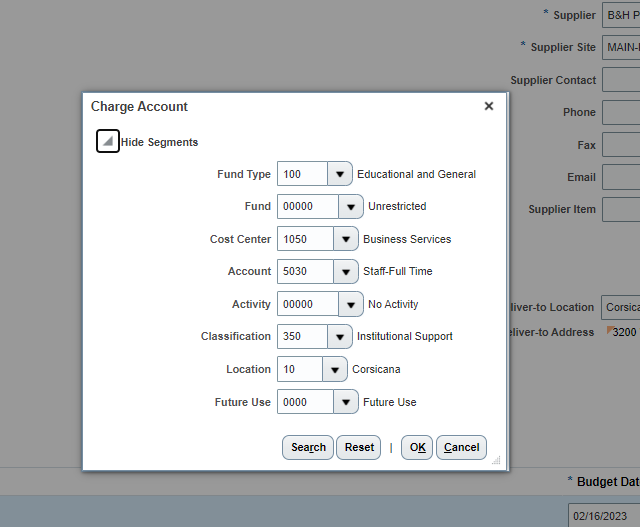 * Supplier B&H P
* Supplier Site MAIN-
Supplier Contact
Charge Account
Phone
Hide Segments
Fax
Fund Type 100 Educational and General
Email
Fund 00000 Unrestricted
Supplier Item
Cost Center 1050 Business Services
Account 5030 Staff-Full Time
Activity 00000 No Activity
liver-to Location Corsica
Classification 350 Institutional Support
liver-to Address 3200
Location 10 Corsicana
Future Use 0000 Future Use
Search Reset | OK Cancel
* Budget Dat
02/16/2023